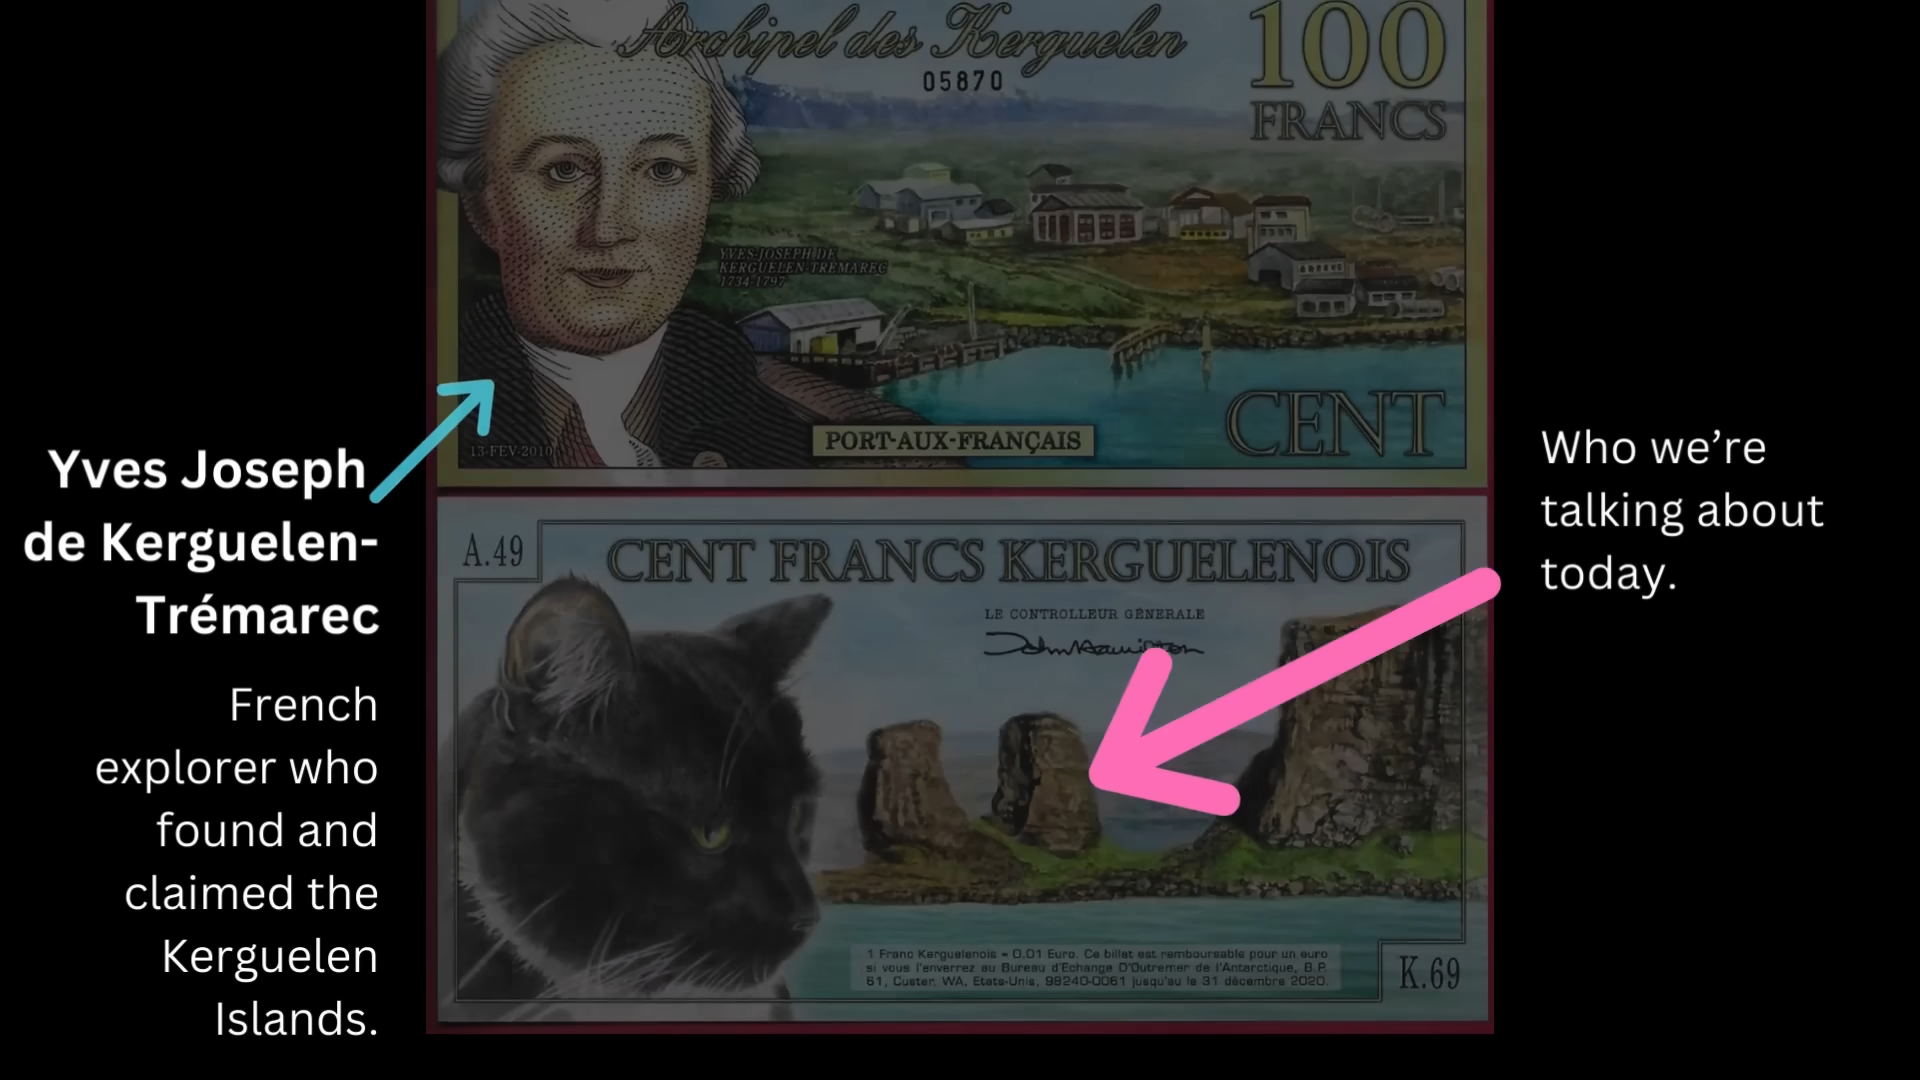 Archipel des Kerguelen
05870
100
FRANCS
YVES-JOSEPH DE
KERGUELEN-TREMAREC
1734-1797
CENT
PORT-AUX-FRANÇAIS
13-FEV-2010
Yves Joseph
de Kerguelen-
Trémarec
French
explorer who
found and
claimed the
Kerguelen
Islands.
Who we’re
talking about
today.
A.49
CENT FRANCS KERGUELENOIS
LE CONTROLLEUR GÉNERALE
1 Franc Kerguelenois = 0.01 Euro. Ce billet est remboursable pour un euro
si vous l'enverrez au Bureau d'Echange D'Outremer de l'Antarctique, B.P.
61, Custer, WA, Etats-Unis, 98240-0061 jusqu'au le 31 décembre 2020.
K.69